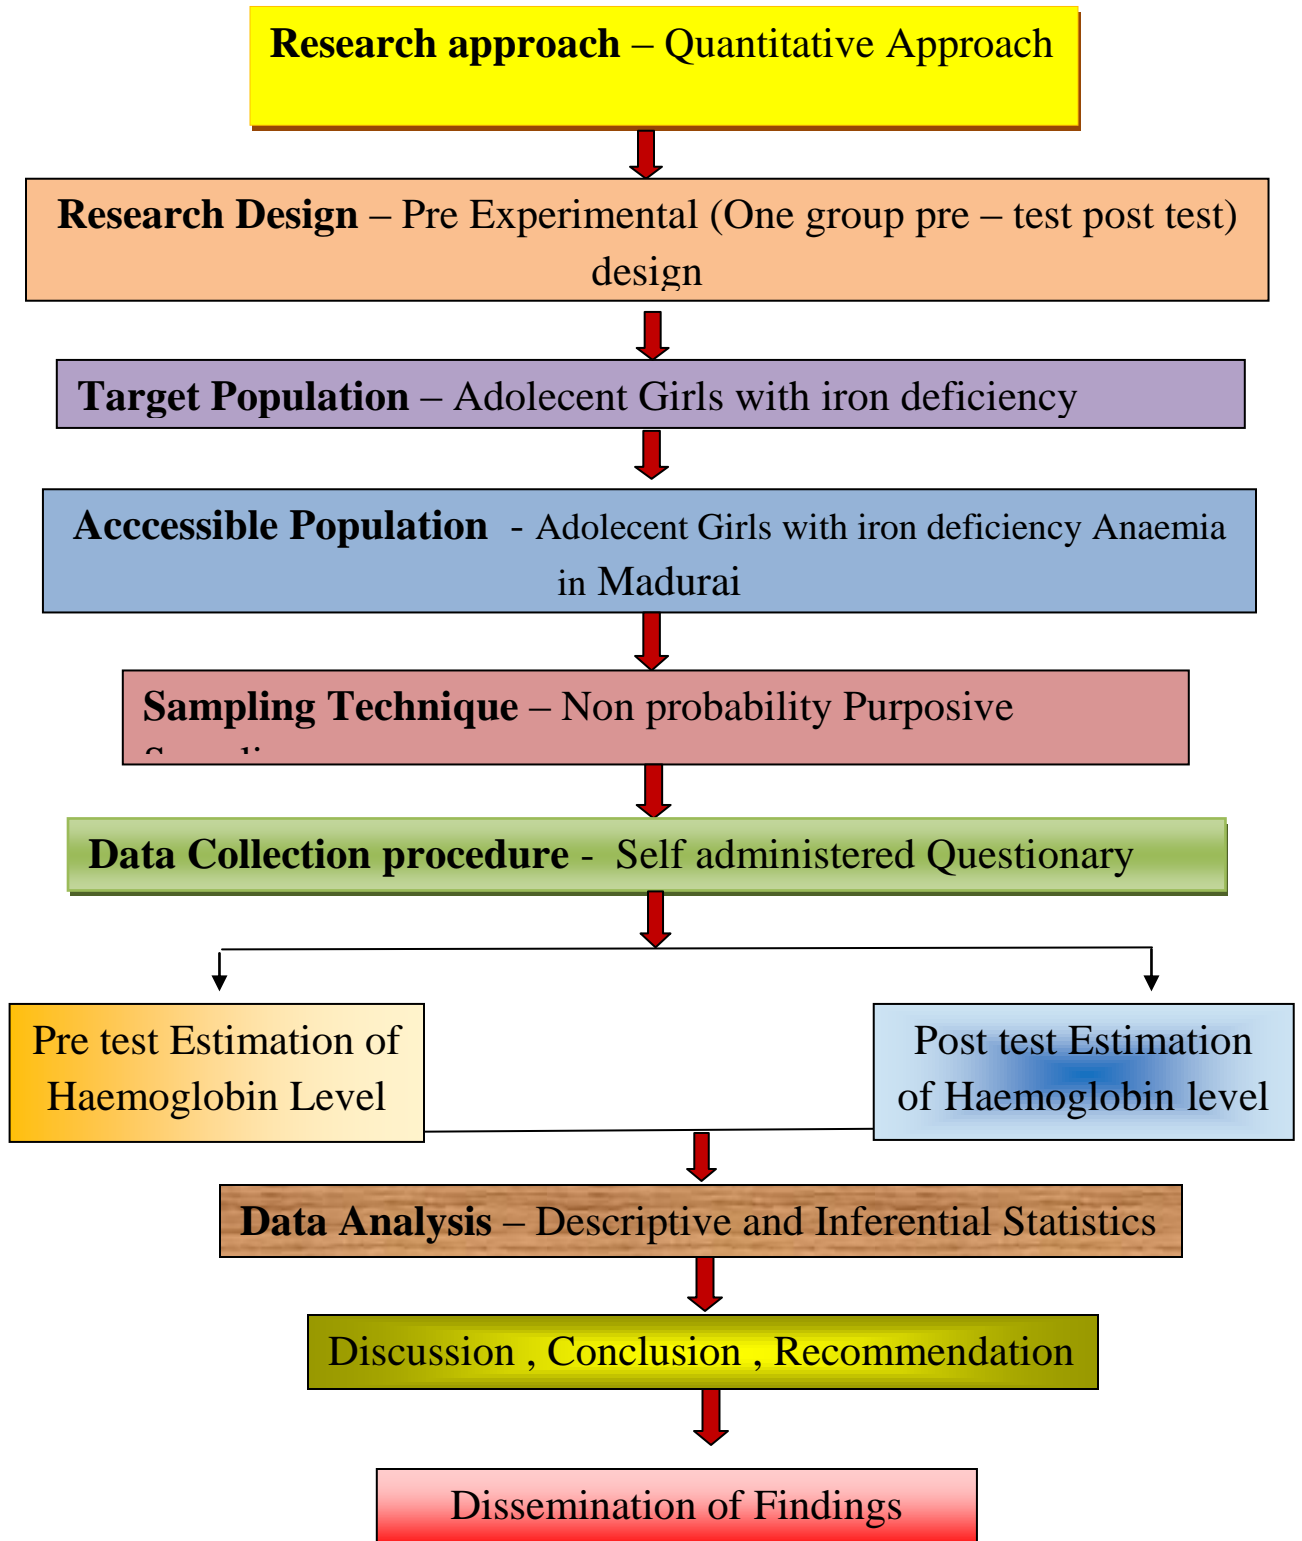 Research approach – Quantitative Approach
Research Design – Pre Experimental (One group pre – test post test)
design
Target Population – Adolecent Girls with iron deficiency
Acccessible Population - Adolecent Girls with iron deficiency Anaemia
in Madurai
Sampling Technique – Non probability Purposive
Data Collection procedure - Self administered Questionary
Pre test Estimation of
Haemoglobin Level
Post test Estimation
of Haemoglobin level
Data Analysis – Descriptive and Inferential Statistics
Discussion , Conclusion , Recommendation
Dissemination of Findings